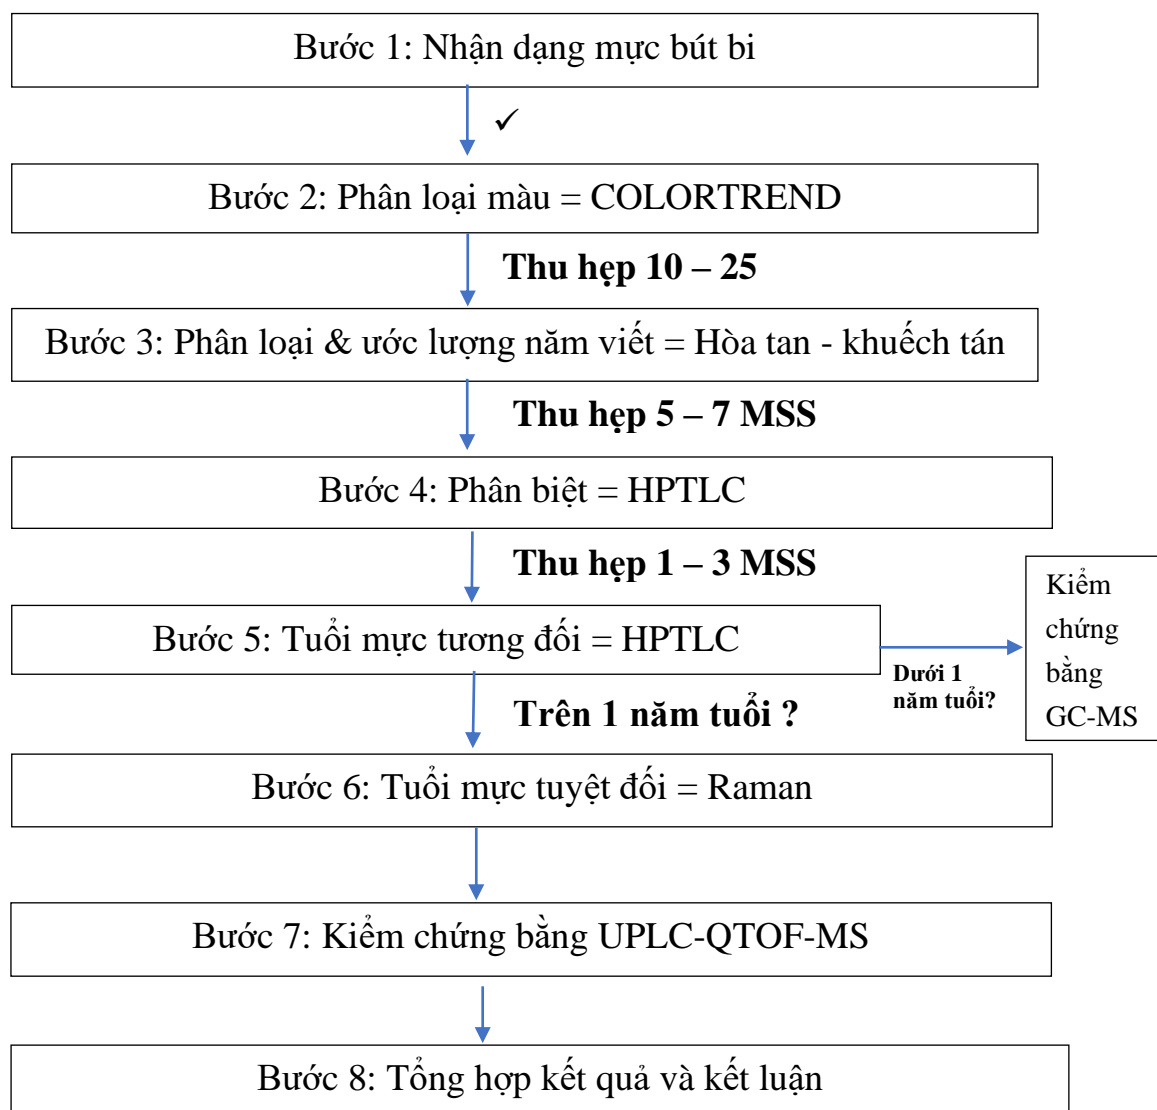 Bước 1: Nhận dạng mực bút bi
✓
Bước 2: Phân loại màu = COLORTREND
Thu hẹp 10 – 25
Bước 3: Phân loại & ước lượng năm viết = Hòa tan - khuếch tán
Thu hẹp 5 – 7 MSS
Bước 4: Phân biệt = HPTLC
Thu hẹp 1 – 3 MSS
Bước 5: Tuổi mực tương đối = HPTLC
Dưới 1
năm tuổi?
Kiểm
chứng
bằng
GC-MS
Trên 1 năm tuổi ?
Bước 6: Tuổi mực tuyệt đối = Raman
Bước 7: Kiểm chứng bằng UPLC-QTOF-MS
Bước 8: Tổng hợp kết quả và kết luận